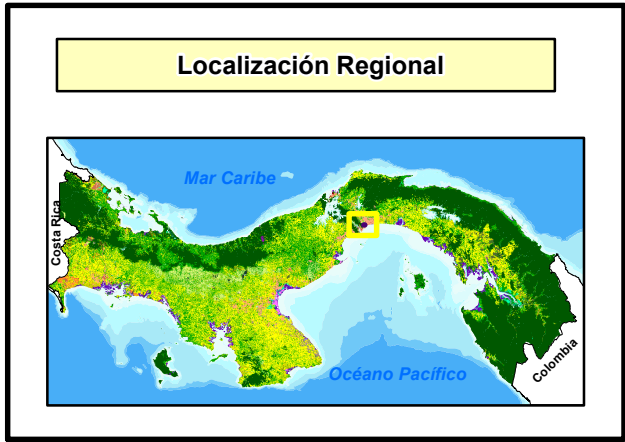 Localización Regional
Mar Caribe
Costa Rica
Océano Pacífico
Colombia